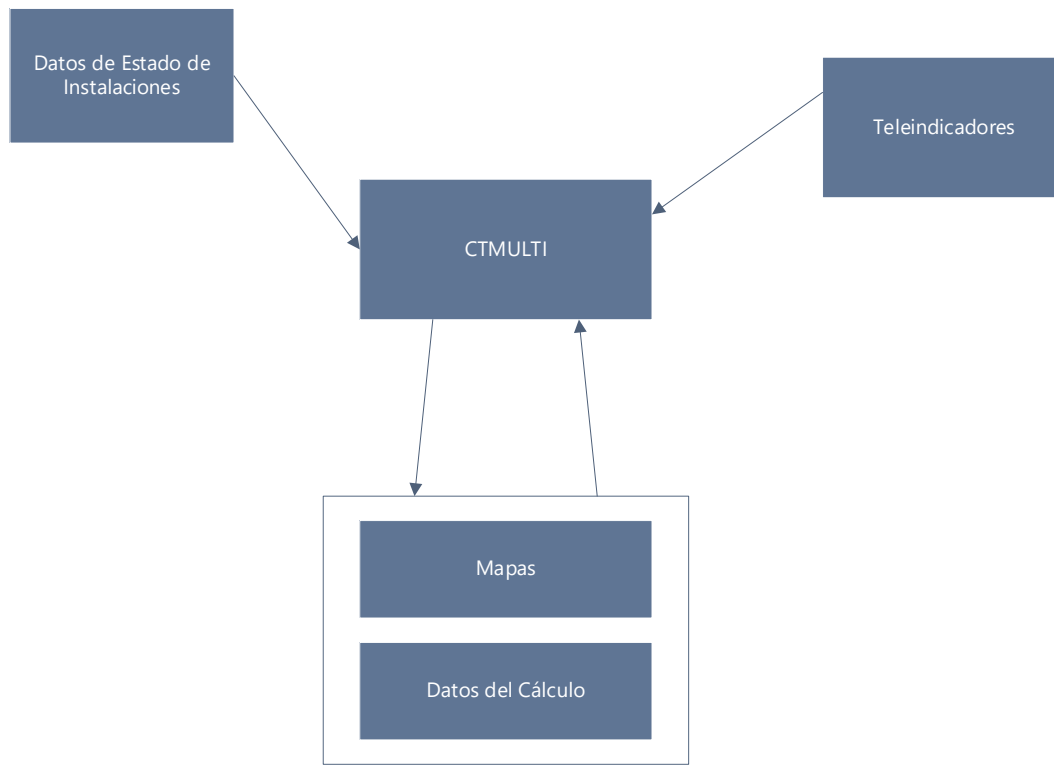 Datos de Estado de
Instalaciones
Teleindicadores
CTMULTI
Mapas
Datos del Cálculo